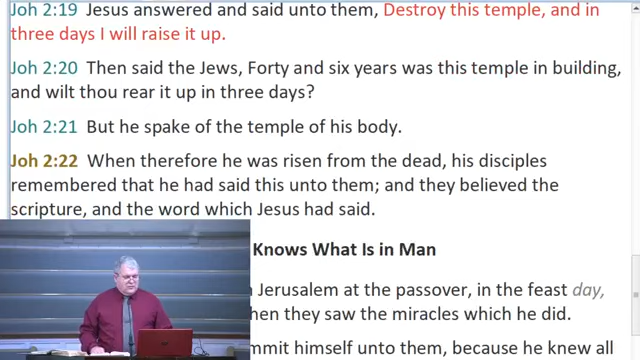 Joh 2:19 Jesus answered and said unto them, Destroy this temple, and in
three days I will raise it up.
Joh 2:20 Then said the Jews, Forty and six years was this temple in building,
and wilt thou rear it up in three days?
Joh 2:21 But he spake of the temple of his body.
Joh 2:22 When therefore he was risen from the dead, his disciples
remembered that he had said this unto them; and they believed the
scripture, and the word which Jesus had said.
Knows What Is in Man
Jerusalem at the passover, in the feast day,
they saw the miracles which he did.
himself unto them, because he knew all